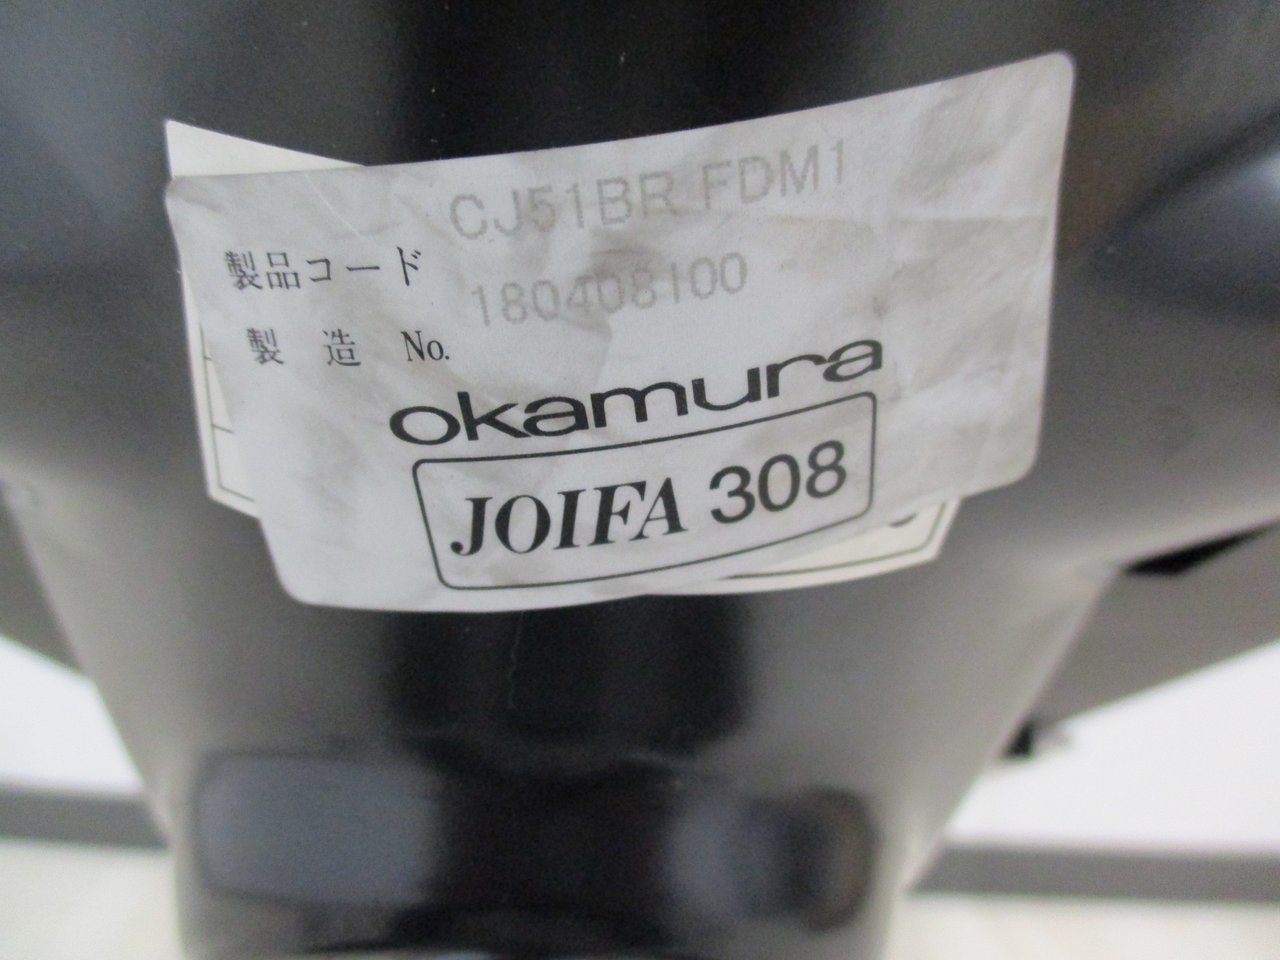 製品コード CJ51BR FDM1
製 造 No. 180408100
okamura
JOIFA 308